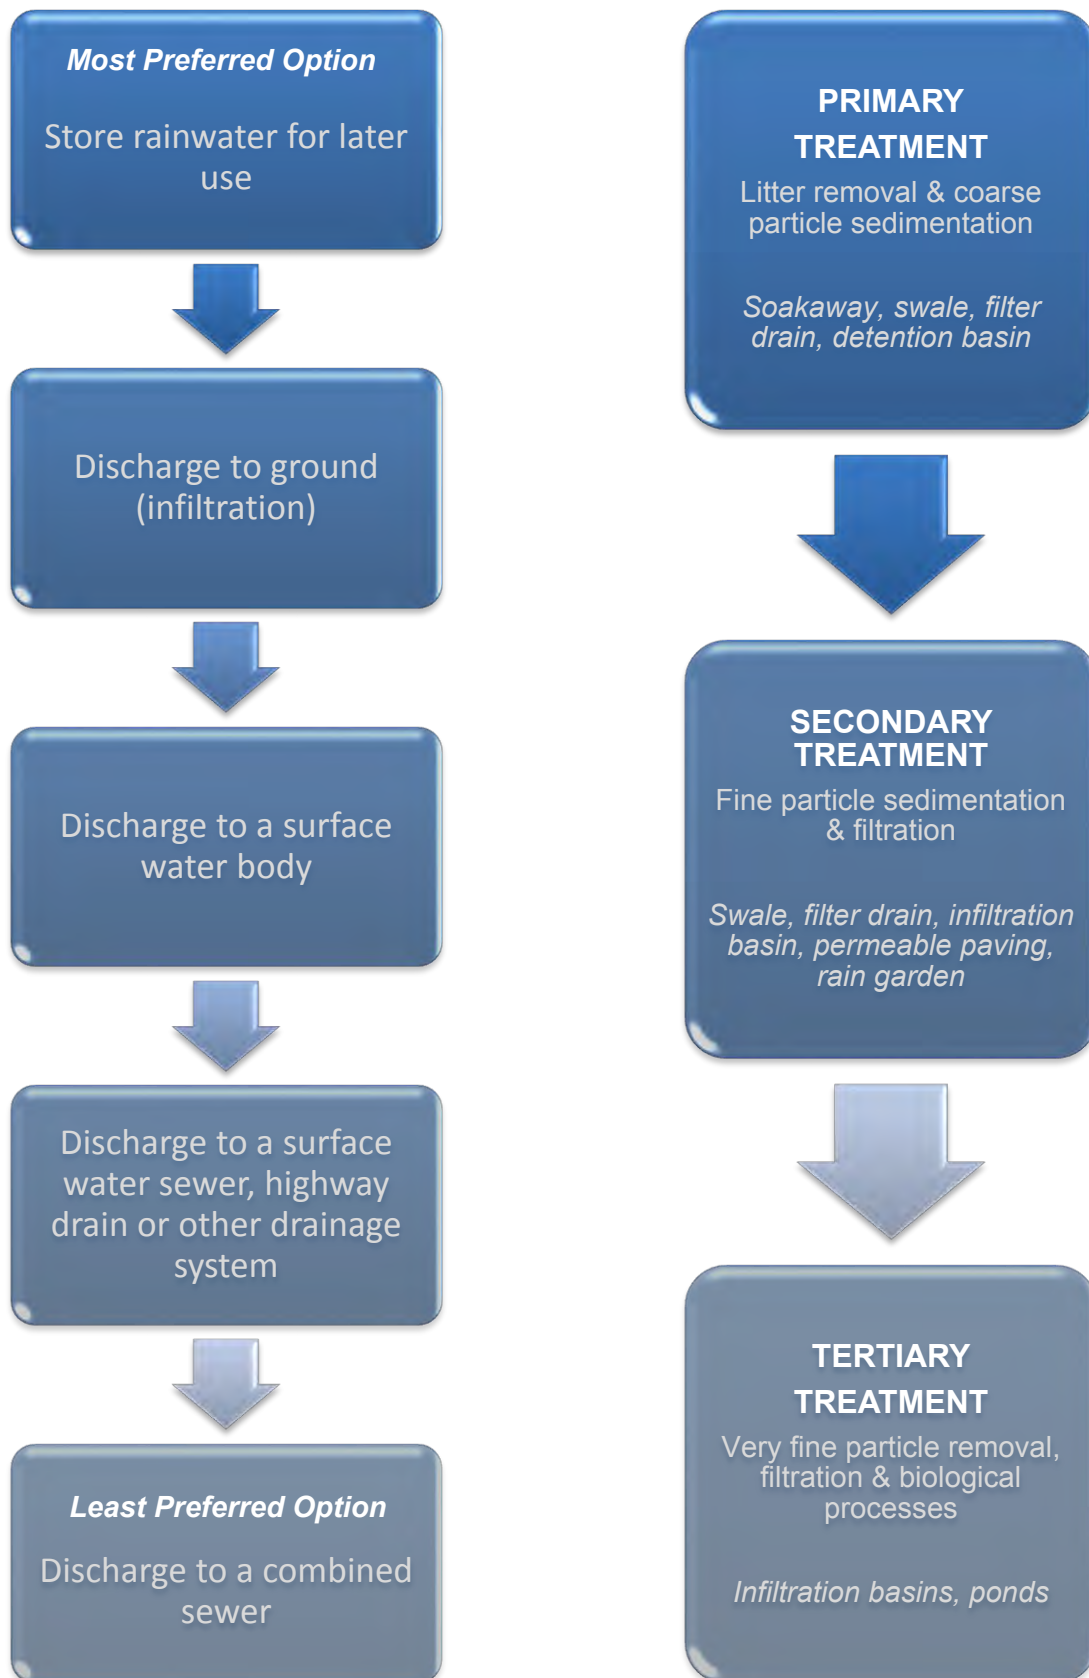 Most Preferred Option
Store rainwater for later
use
Discharge to ground
(infiltration)
Discharge to a surface
water body
Discharge to a surface
water sewer, highway
drain or other drainage
system
Least Preferred Option
Discharge to a combined
sewer
PRIMARY
TREATMENT
Litter removal & coarse
particle sedimentation
Soakaway, swale, filter
drain, detention basin
SECONDARY
TREATMENT
Fine particle sedimentation
& filtration
Swale, filter drain, infiltration
basin, permeable paving,
rain garden
TERTIARY
TREATMENT
Very fine particle removal,
filtration & biological
processes
Infiltration basins, ponds